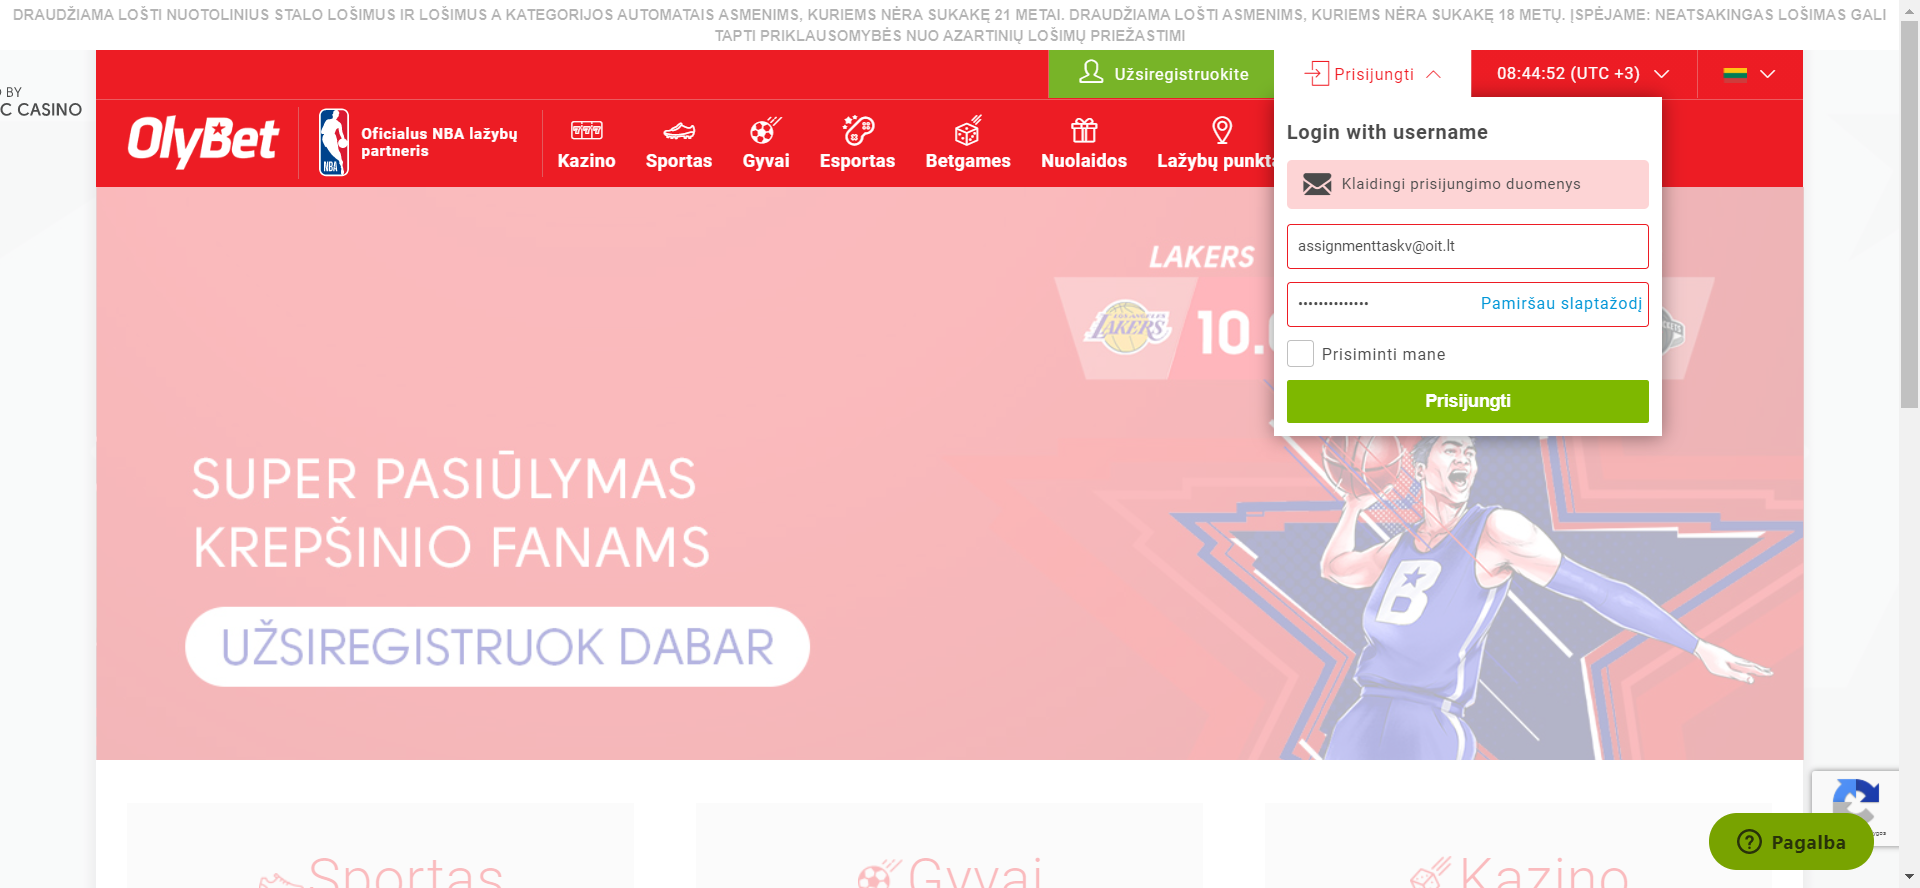 DRAUDŽIAMA LOŠTI NUOTOLINIUS STALO LOŠIMUS IR LOŠIMUS A KATEGORIJOS AUTOMATAIS ASMENIMS, KURIEMS NĖRA SUKAKĘ 21 METAI. DRAUDŽIAMA LOŠTI ASMENIMS, KURIEMS NĖRA SUKAKĘ 18 METŲ. ĮSPĖJAME: NEATSAKINGAS LOŠIMAS GALI
TAPTI PRIKLAUSOMYBĖS NUO AZARTINIŲ LOŠIMŲ PRIEŽASTIMI
Užsiregistruokite
Prisijungti
08:44:52 (UTC +3)
BY
C CASINO
OlyBet
NBA
Oficialus NBA lažybų
partneris
Kazino
Sportas
Gyvai
Esportas
Betgames
Nuolaidos
Lažybų punkta
Login with username
Klaidingi prisijungimo duomenys
assignmenttaskv@oit.lt
••••••••••••••
Pamiršau slaptažodį
Prisiminti mane
Prisijungti
LAKERS
LAKERS
10.
SUPER PASIŪLYMAS
KREPŠINIO FANAMS
UŽSIREGISTRUOK DABAR
B
Pagalba
Sportas
Gyvai
Kazino